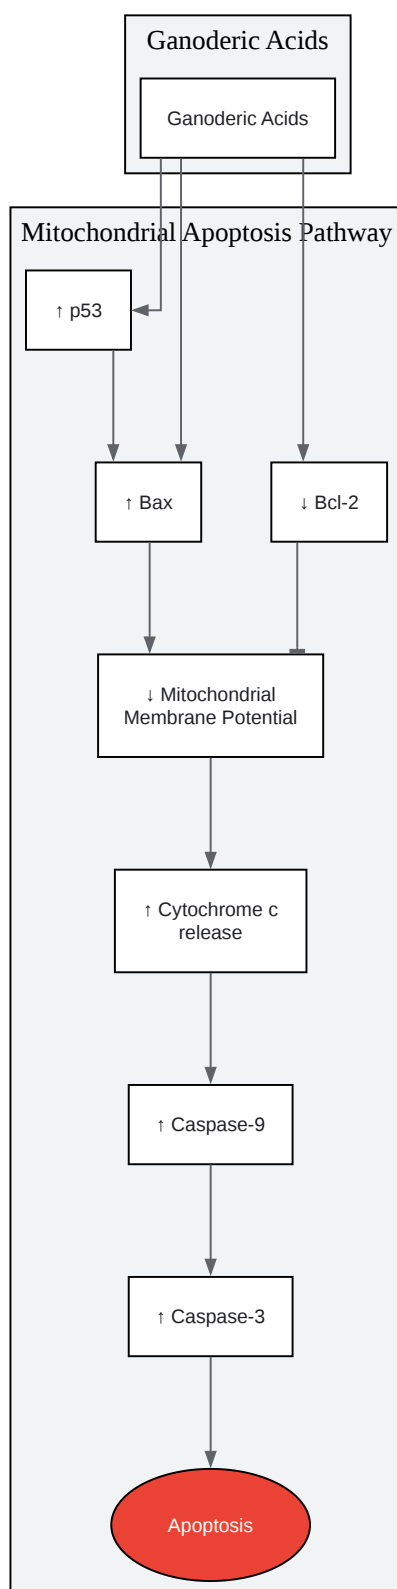 Ganoderic Acids
Ganoderic Acids
Mitochondrial Apoptosis Pathway
↑ p53
↑ Bax
↓ Bcl-2
↓ Mitochondrial
Membrane Potential
↑ Cytochrome c
release
↑ Caspase-9
↑ Caspase-3
Apoptosis